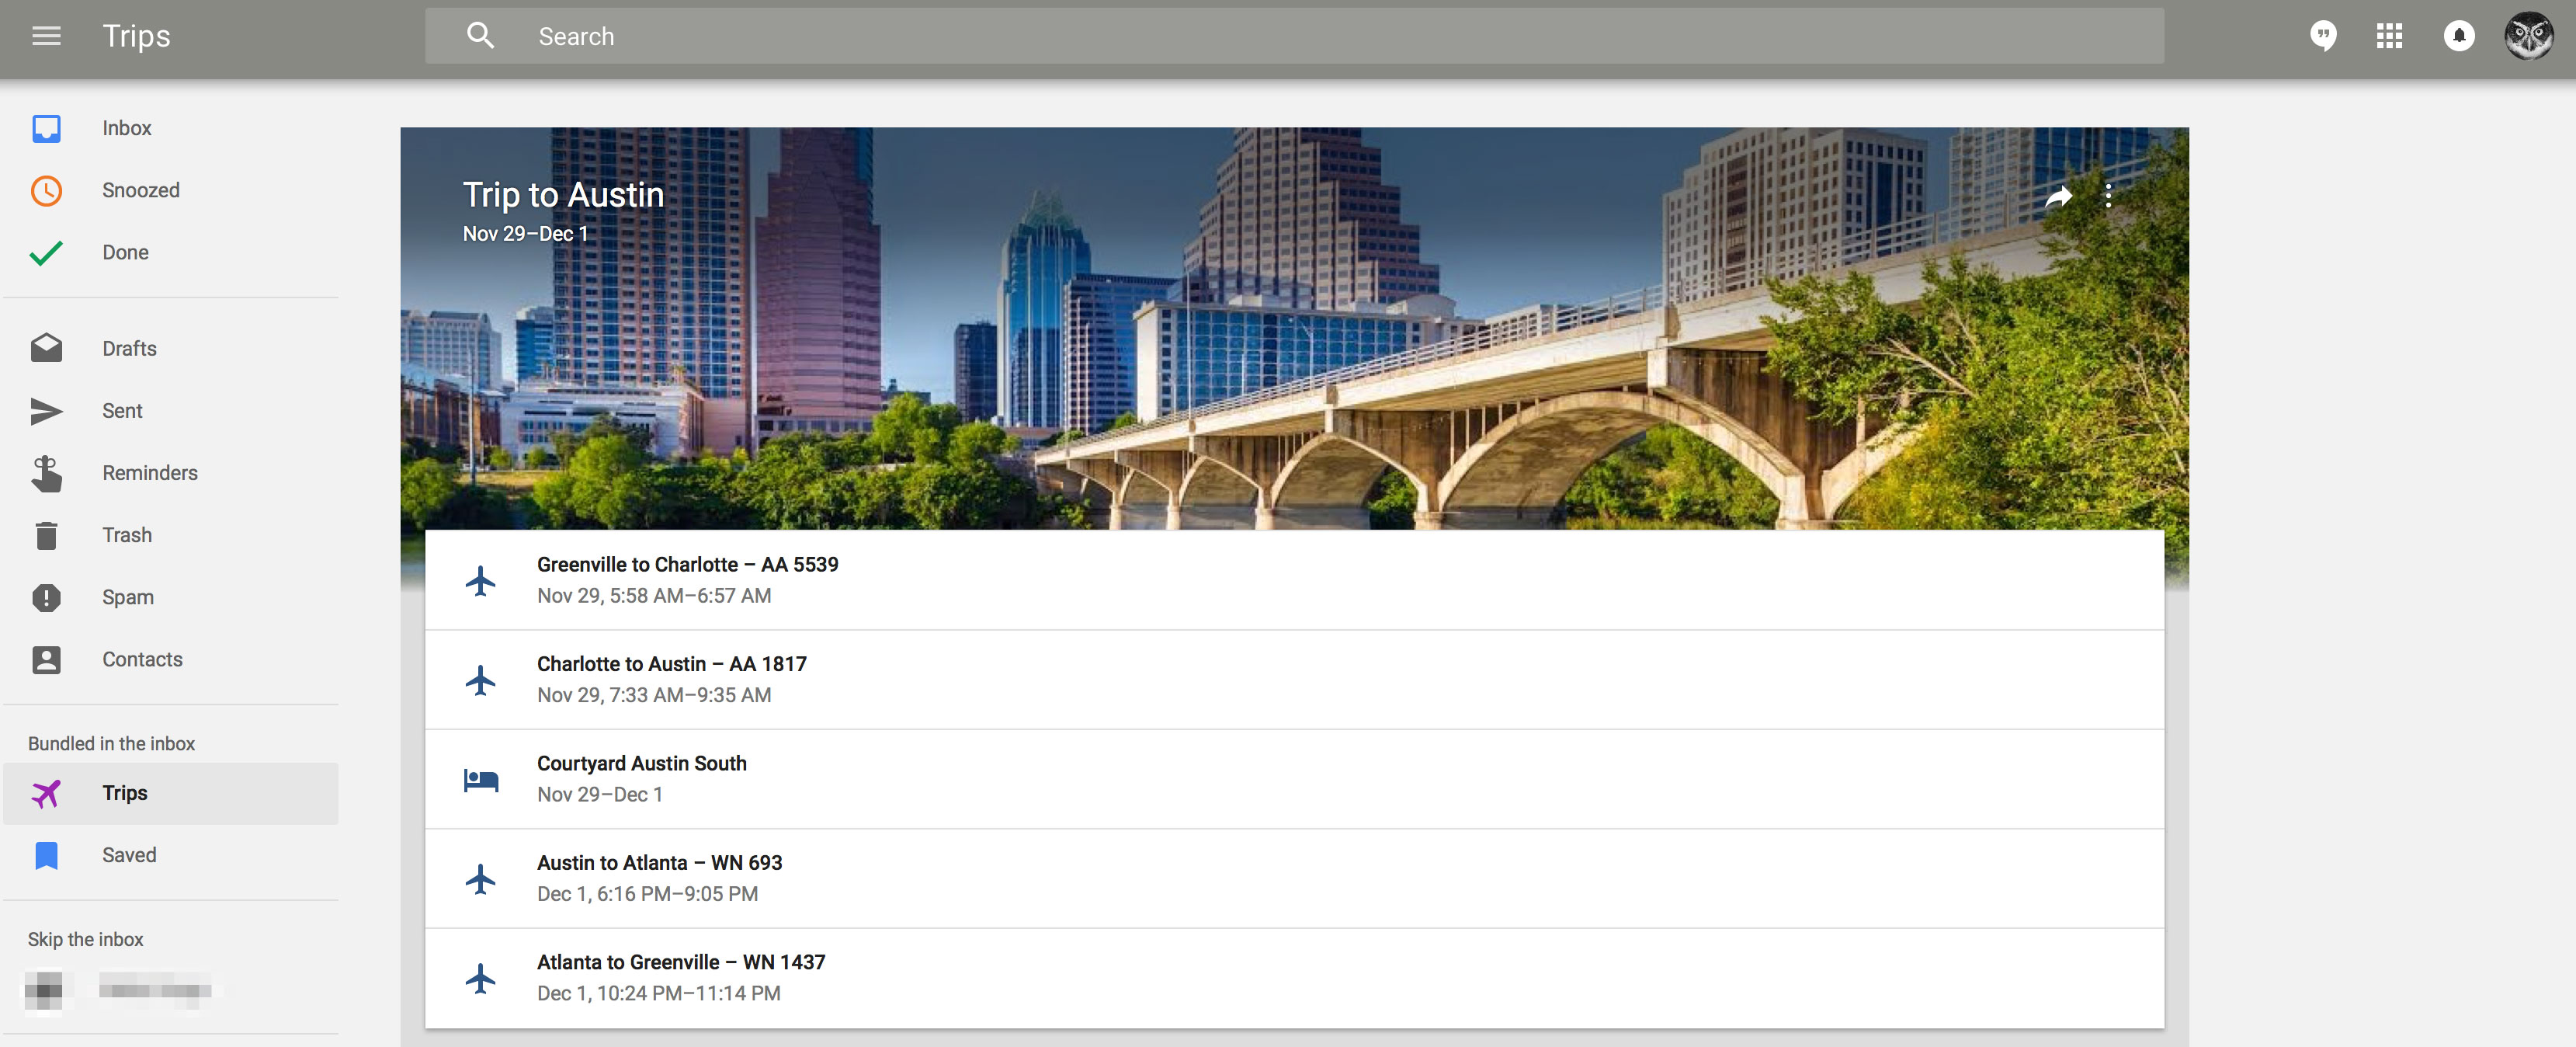 Trips
Search
Inbox
Snoozed
Done
Drafts
Sent
Reminders
Trash
Spam
Contacts
Bundled in the inbox
Trips
Saved
Skip the inbox
Trip to Austin
Nov 29–Dec 1
Greenville to Charlotte – AA 5539
Nov 29, 5:58 AM–6:57 AM
Charlotte to Austin – AA 1817
Nov 29, 7:33 AM–9:35 AM
Courtyard Austin South
Nov 29–Dec 1
Austin to Atlanta – WN 693
Dec 1, 6:16 PM–9:05 PM
Atlanta to Greenville – WN 1437
Dec 1, 10:24 PM–11:14 PM